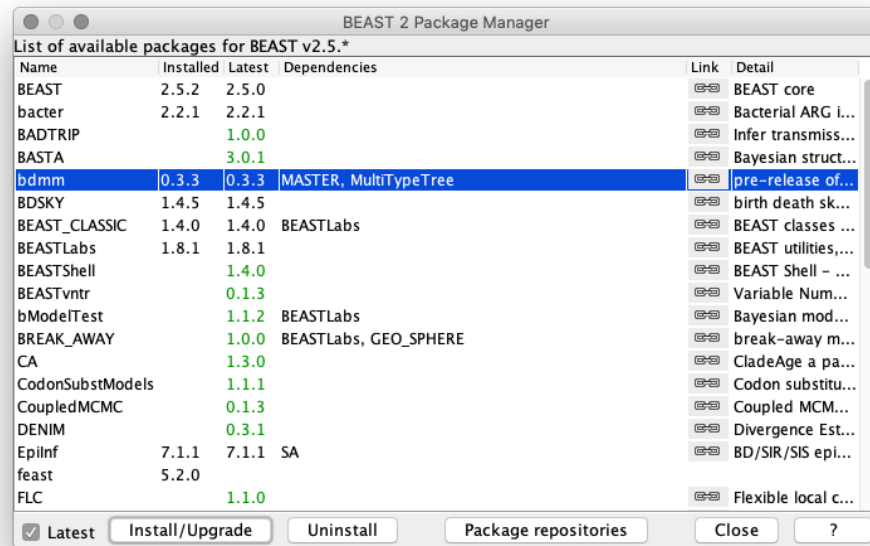 BEAST 2 Package Manager
List of available packages for BEAST v2.5.*
Name Installed Latest Dependencies Link Detail
BEAST 2.5.2 2.5.0 BEAST core
bacter 2.2.1 2.2.1 Bacterial ARG i...
BADTRIP 1.0.0 Infer transmiss...
BASTA 3.0.1 Bayesian struct...
bdmm 0.3.3 0.3.3 MASTER, MultiTypeTree pre-release of...
BDSKY 1.4.5 1.4.5 birth death sk...
BEAST_CLASSIC 1.4.0 1.4.0 BEASTLabs BEAST classes ...
BEASTLabs 1.8.1 1.8.1 BEAST utilities,...
BEASTShell 1.4.0 BEAST Shell – ...
BEASTvntr 0.1.3 Variable Num...
bModelTest 1.1.2 BEASTLabs Bayesian mod...
BREAK_AWAY 1.0.0 BEASTLabs, GEO_SPHERE break-away m...
CA 1.3.0 CladeAge a pa...
CodonSubstModels 1.1.1 Codon substitu...
CoupledMCMC 0.1.3 Coupled MCM...
DENIM 0.3.1 Divergence Est...
EpiInf 7.1.1 7.1.1 SA BD/SIR/SIS epi...
feast 5.2.0
FLC 1.1.0 Flexible local c...
Latest Install/Upgrade Uninstall Package repositories Close ?